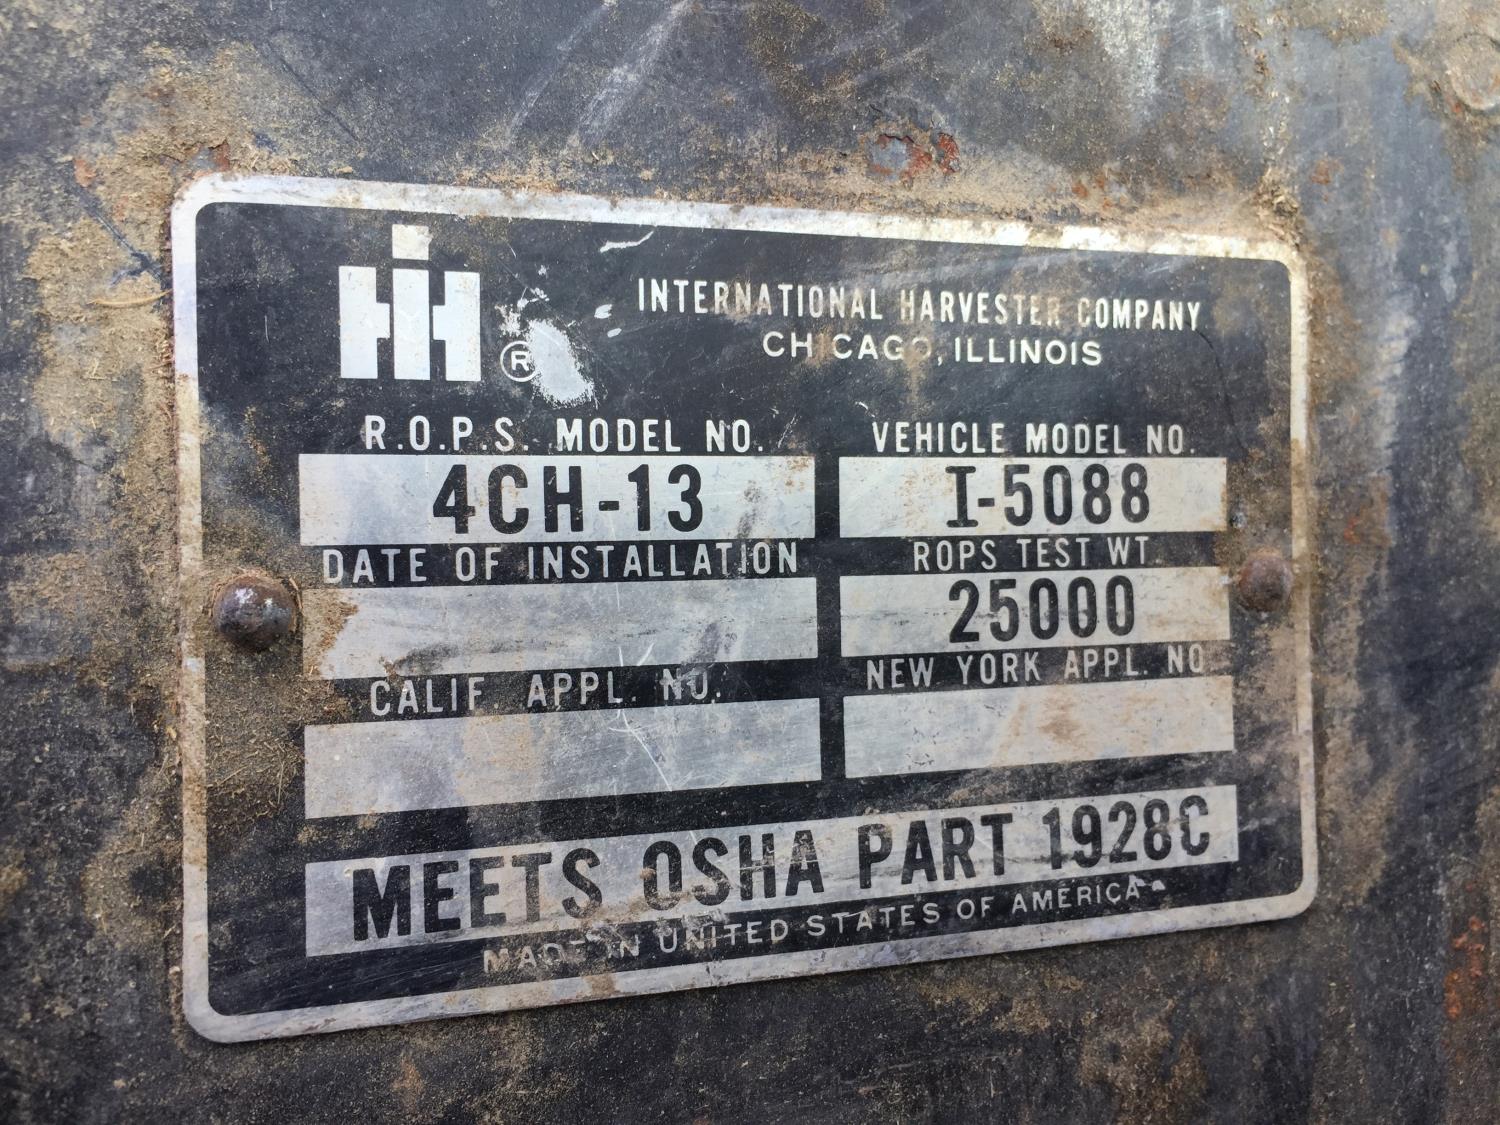 IH ®
INTERNATIONAL HARVESTER COMPANY
CHICAGO, ILLINOIS
R.O.P.S. MODEL NO.
4CH-13
VEHICLE MODEL NO.
I-5088
DATE OF INSTALLATION
ROPS TEST WT.
25000
CALIF. APPL. NO.
NEW YORK APPL. NO
MEETS OSHA PART 1928C
MADE IN UNITED STATES OF AMERICA